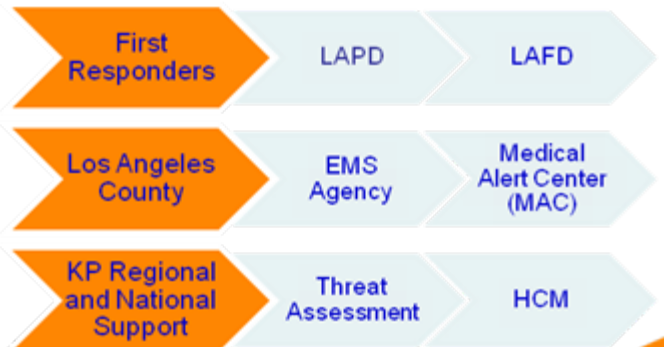 First
Responders
LAPD
LAFD
Los Angeles
County
EMS
Agency
Medical
Alert Center
(MAC)
KP Regional
and National
Support
Threat
Assessment
HCM